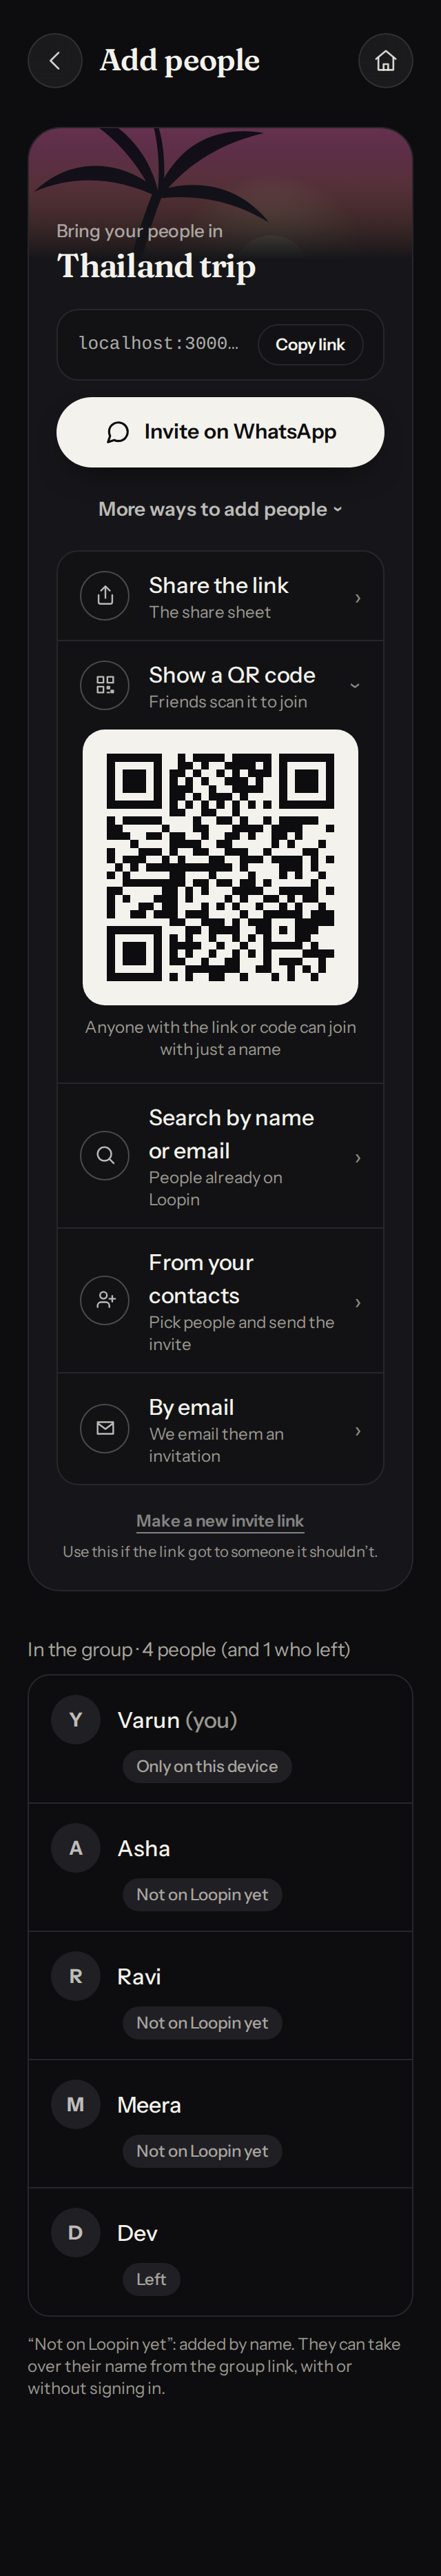 Add people
Bring your people in
Thailand trip
localhost:3000…
Copy link
Invite on WhatsApp
More ways to add people
Share the link
The share sheet
Show a QR code
Friends scan it to join
Anyone with the link or code can join
with just a name
Search by name
or email
People already on
Loopin
From your
contacts
Pick people and send the
invite
By email
We email them an
invitation
Make a new invite link
Use this if the link got to someone it shouldn’t.
In the group · 4 people (and 1 who left)
Y
Varun (you)
Only on this device
A
Asha
Not on Loopin yet
R
Ravi
Not on Loopin yet
M
Meera
Not on Loopin yet
D
Dev
Left
“Not on Loopin yet”: added by name. They can take
over their name from the group link, with or
without signing in.